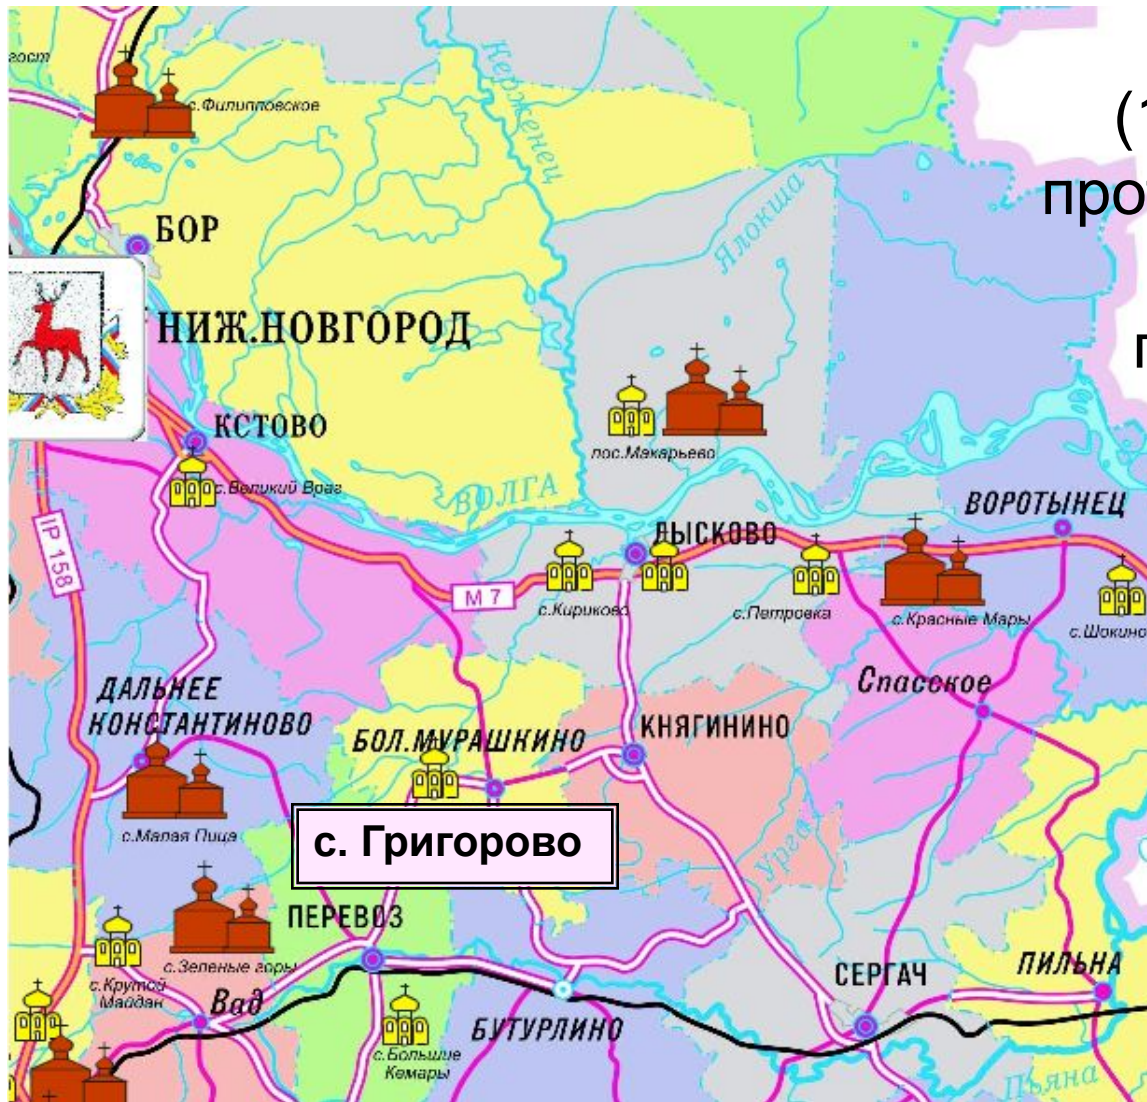 гост
с.Филипповское
Керженец
(1
про
БОР
Ялокша
НИЖ.НОВГОРОД
п
КСТОВО
пос.Макарьево
с.Великий Враг
ВОЛГА
ВОРОТЫНЕЦ
ЛЫСКОВО
IP 158
М 7
с.Кириково
с.Петровка
с.Красные Мары
с.Шокино
ДАЛЬНЕЕ
КОНСТАНТИНОВО
Спасское
БОЛ.МУРАШКИНО
КНЯГИНИНО
с.Малая Пица
с. Григорово
Урга
ПЕРЕВОЗ
с.Зеленые горы
с.Крутой
Майдан
Вад
СЕРГАЧ
ПИЛЬНА
БУТУРЛИНО
с.Большие
Кемары
Пьяна